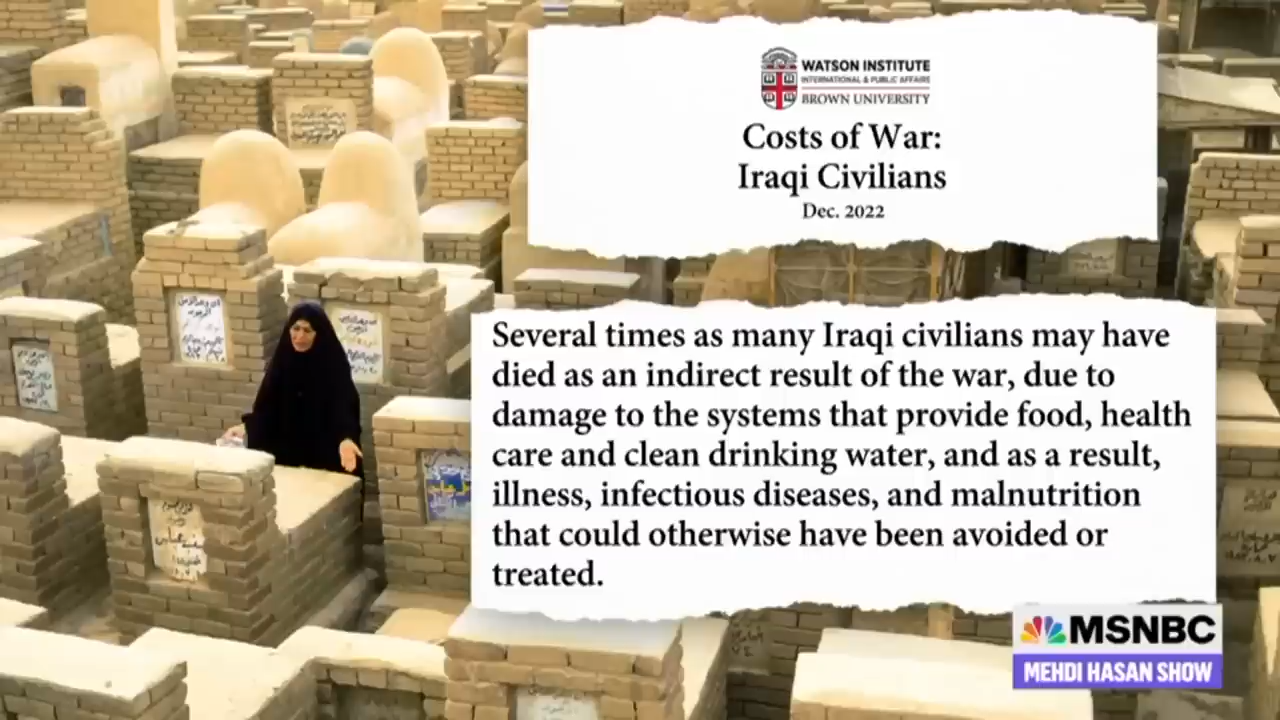 WATSON INSTITUTE
INTERNATIONAL & PUBLIC AFFAIRS
BROWN UNIVERSITY
Costs of War:
Iraqi Civilians
Dec. 2022
Several times as many Iraqi civilians may have
died as an indirect result of the war, due to
damage to the systems that provide food, health
care and clean drinking water, and as a result,
illness, infectious diseases, and malnutrition
that could otherwise have been avoided or
treated.
MSNBC
MEHDI HASAN SHOW